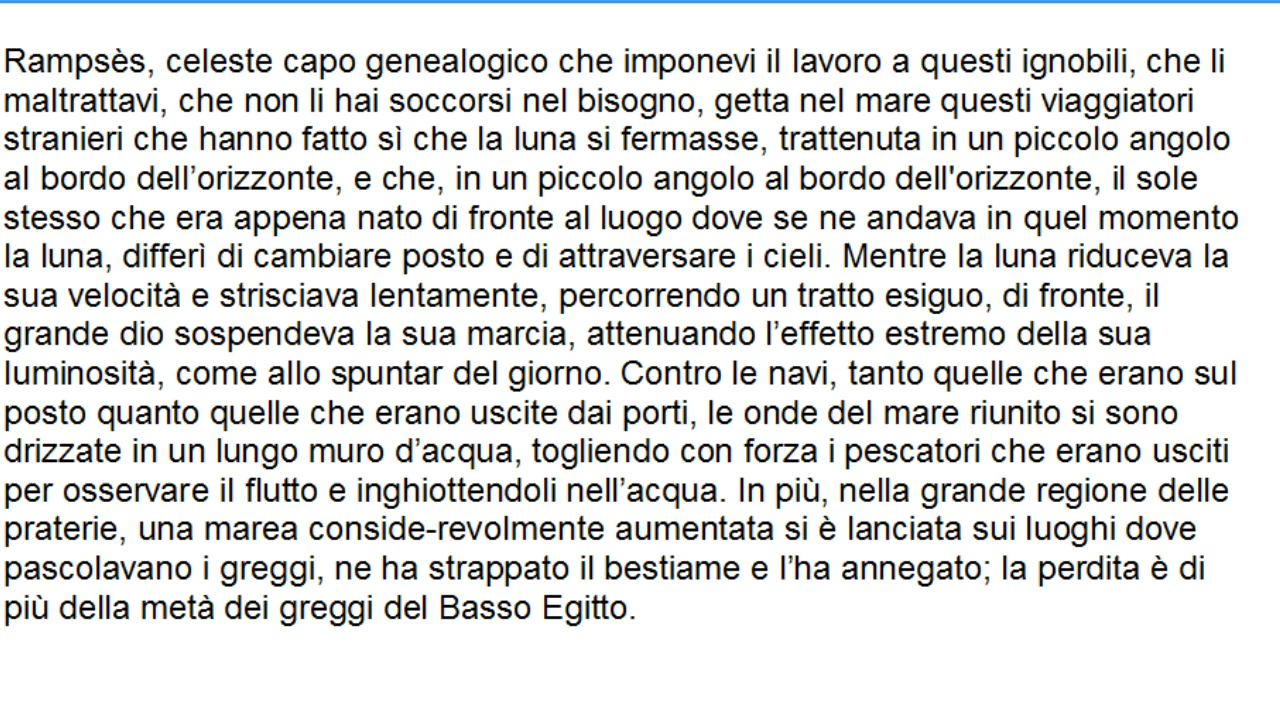 Rampsès, celeste capo genealogico che imponevi il lavoro a questi ignobili, che li
maltrattavi, che non li hai soccorsi nel bisogno, getta nel mare questi viaggiatori
stranieri che hanno fatto sì che la luna si fermasse, trattenuta in un piccolo angolo
al bordo dell’orizzonte, e che, in un piccolo angolo al bordo dell'orizzonte, il sole
stesso che era appena nato di fronte al luogo dove se ne andava in quel momento
la luna, differì di cambiare posto e di attraversare i cieli. Mentre la luna riduceva la
sua velocità e strisciava lentamente, percorrendo un tratto esiguo, di fronte, il
grande dio sospendeva la sua marcia, attenuando l’effetto estremo della sua
luminosità, come allo spuntar del giorno. Contro le navi, tanto quelle che erano sul
posto quanto quelle che erano uscite dai porti, le onde del mare riunito si sono
drizzate in un lungo muro d’acqua, togliendo con forza i pescatori che erano usciti
per osservare il flutto e inghiottendoli nell’acqua. In più, nella grande regione delle
praterie, una marea conside-revolmente aumentata si è lanciata sui luoghi dove
pascolavano i greggi, ne ha strappato il bestiame e l’ha annegato; la perdita è di
più della metà dei greggi del Basso Egitto.